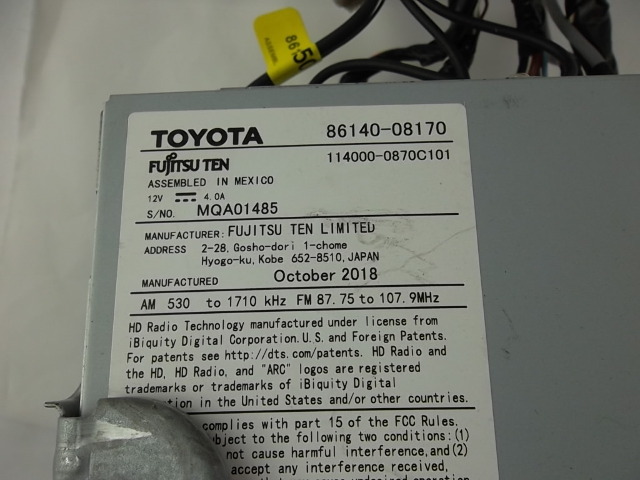 8650
TOYOTA 86140-08170
FUJITSU TEN 114000-0870C101
ASSEMBLED IN MEXICO
12V 4.0A
S/NO. MQA01485
MANUFACTURER: FUJITSU TEN LIMITED
ADDRESS 2-28, Gosho-dori 1-chome
Hyogo-ku, Kobe 652-8510, JAPAN
MANUFACTURED October 2018
AM 530 to 1710 kHz FM 87.75 to 107.9MHz
HD Radio Technology manufactured under license from
iBiquity Digital Corporation. U.S. and Foreign Patents.
For patents see http://dts.com/patents. HD Radio and
the HD, HD Radio, and "ARC" logos are registered
trademarks or trademarks of iBiquity Digital
in the United States and/or other countries.
complies with part 15 of the FCC Rules.
to the following two conditions: (1)
not cause harmful interference, and (2)
accept any interference received,